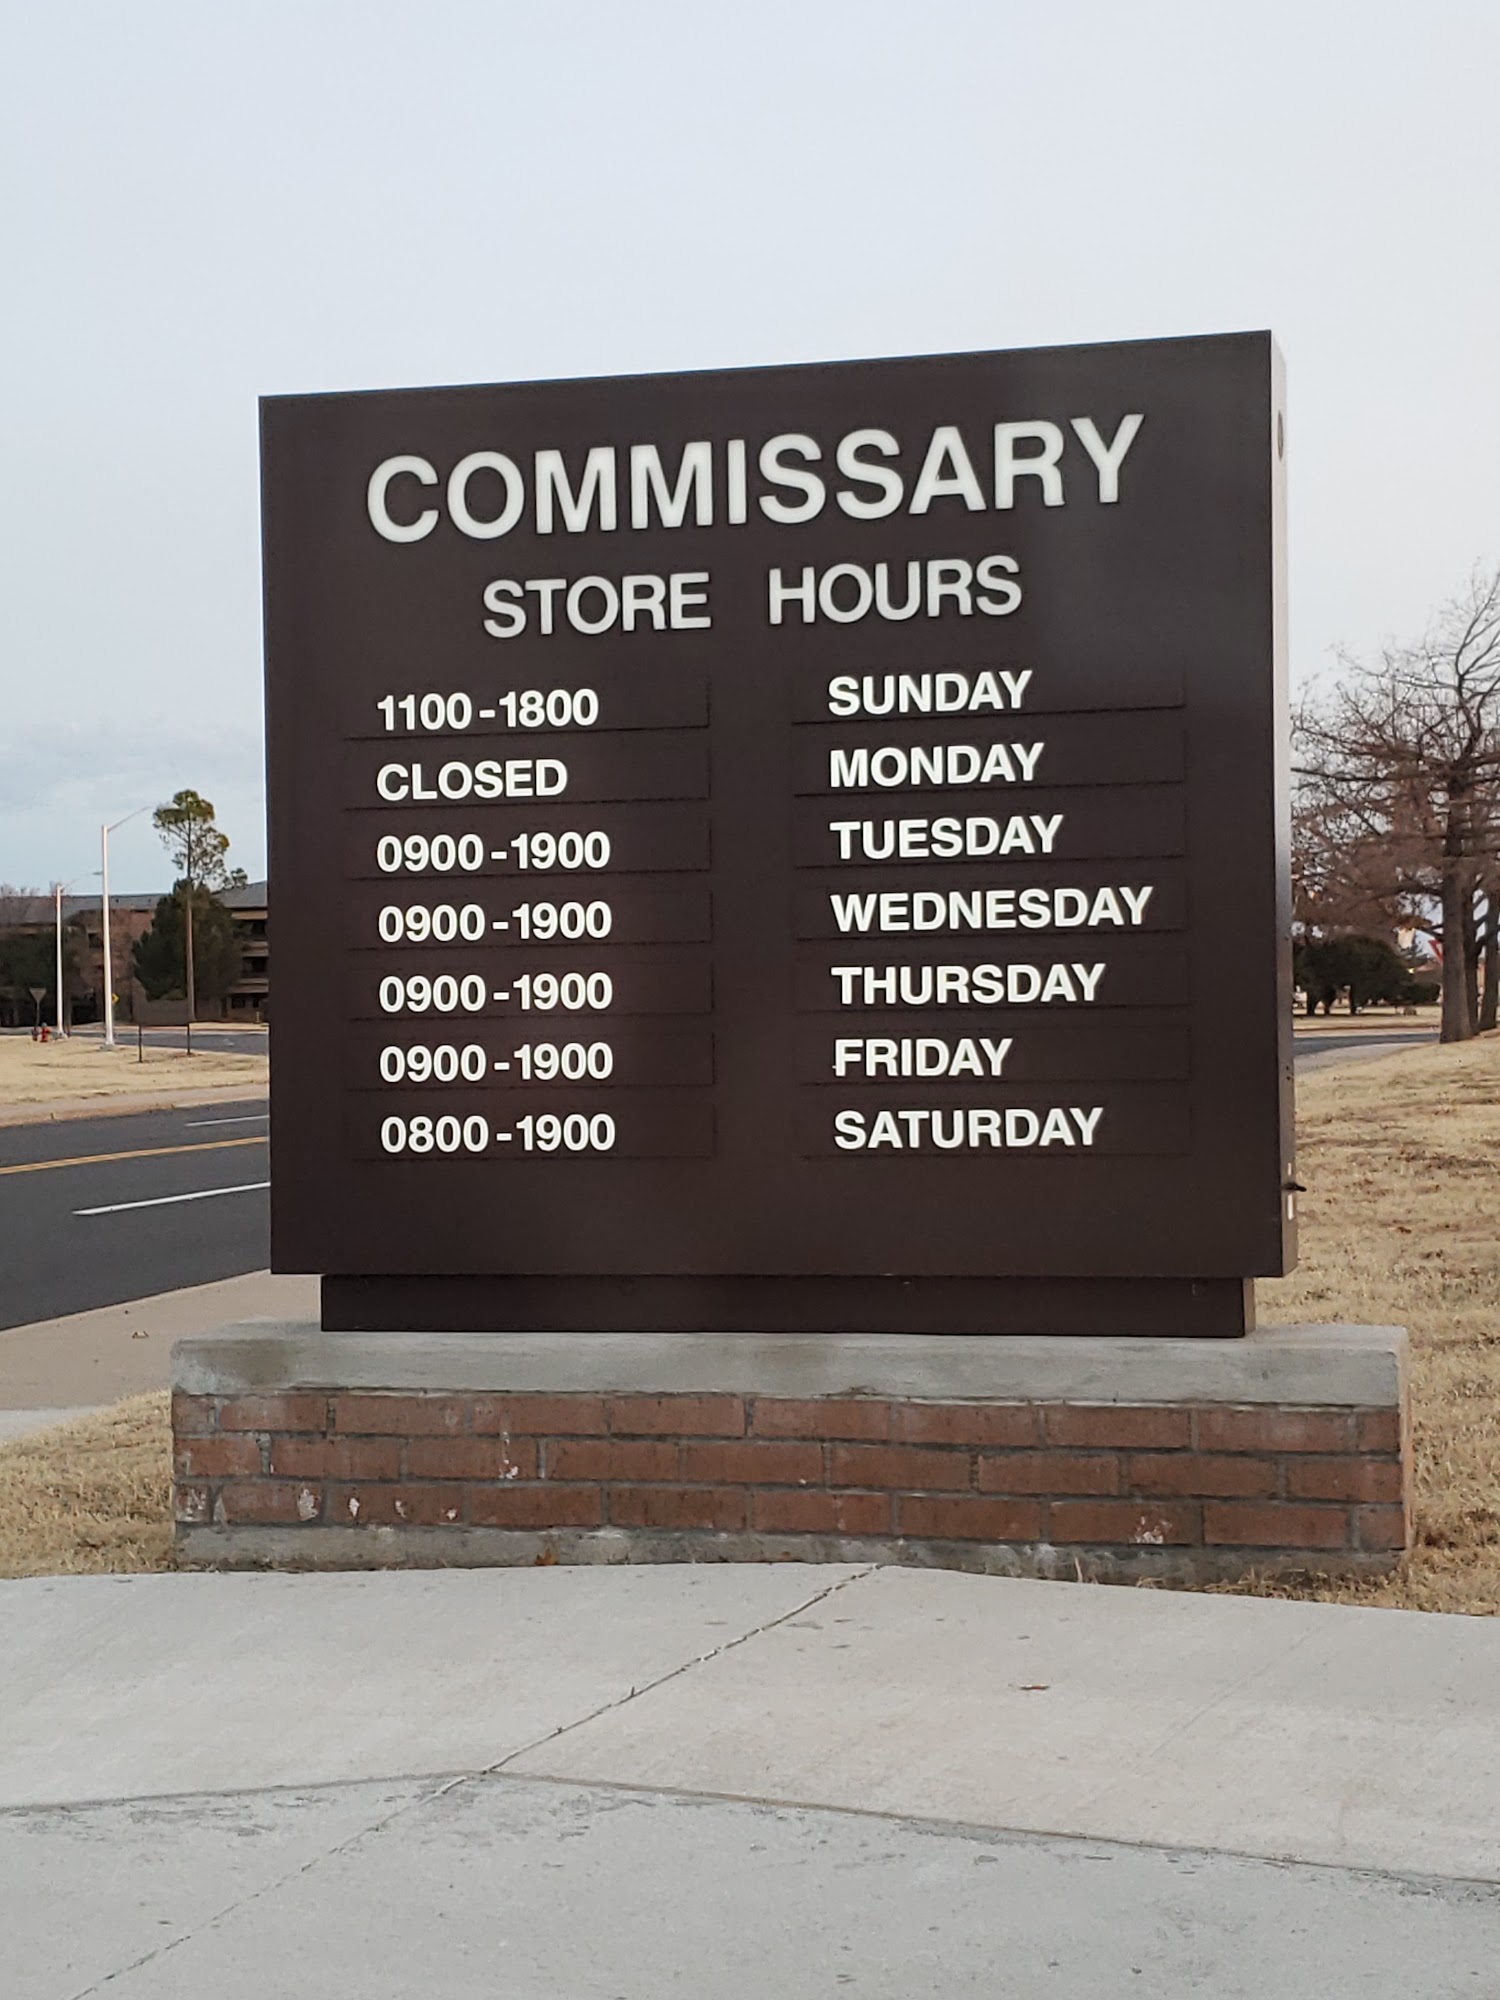 COMMISSARY
STORE HOURS
1100-1800 SUNDAY
CLOSED MONDAY
0900-1900 TUESDAY
0900-1900 WEDNESDAY
0900-1900 THURSDAY
0900-1900 FRIDAY
0800-1900 SATURDAY